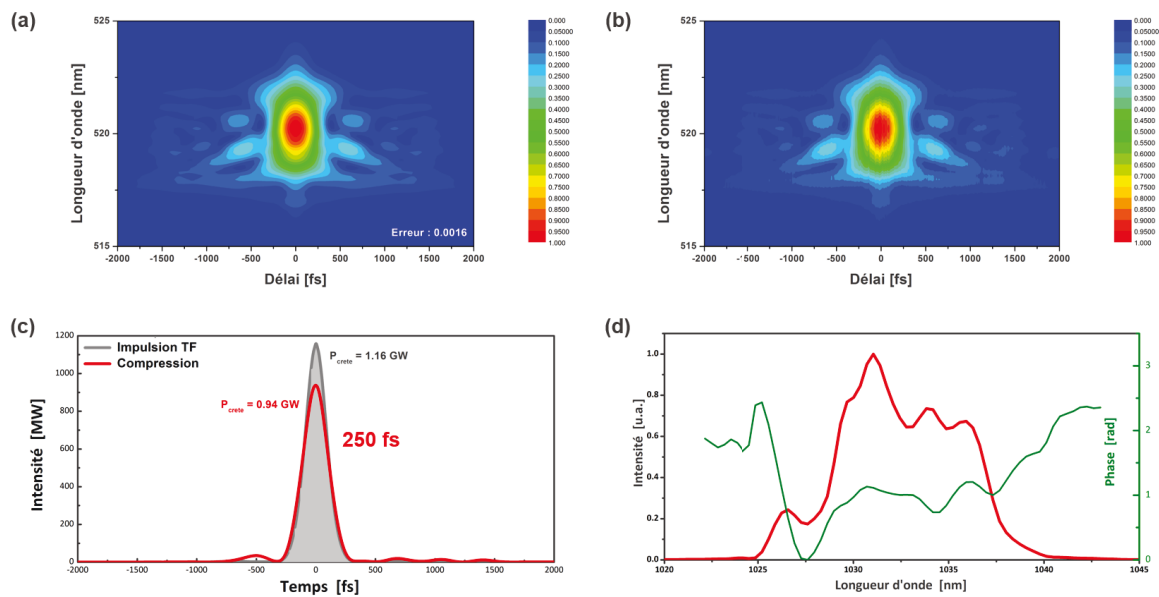 (a)
Longueur d'onde [nm]
525
520
515
-2000 -1500 -1000 -500 0 500 1000 1500 2000
Délai [fs]
Erreur : 0.0016
0.000
0.1000
0.1500
0.2000
0.2500
0.3000
0.3500
0.4000
0.4500
0.5000
0.5500
0.6000
0.6500
0.7000
0.7500
0.8000
0.8500
0.9000
0.9500
1.000
(b)
Longueur d'onde [nm]
525
520
515
-2000 -1500 -1000 -500 0 500 1000 1500 2000
Délai [fs]
0.000
0.1000
0.1500
0.2000
0.2500
0.3000
0.3500
0.4000
0.4500
0.5000
0.5500
0.6000
0.6500
0.7000
0.7500
0.8000
0.8500
0.9000
0.9500
1.000
(c)
Intensité [MW]
1200
1000
800
600
400
200
0
Impulsion TF
Compression
P crete = 1.16 GW
P crete = 0.94 GW
250 fs
-2000 -1500 -1000 -500 0 500 1000 1500 2000
Temps [fs]
(d)
Intensité [u.a.]
1.0
0.8
0.6
0.4
0.2
0.0
3
2
1
0
Phase [rad]
1020 1025 1030 1035 1040 1045
Longueur d'onde [nm]